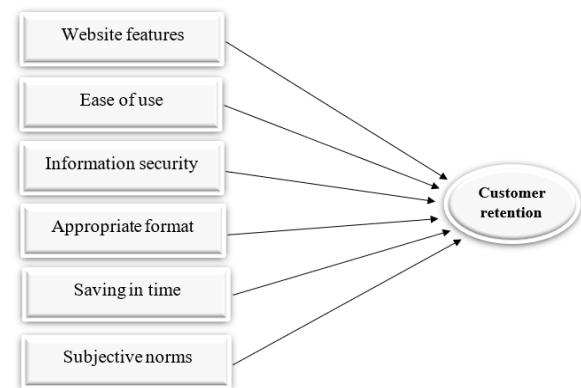 Website features
Ease of use
Information security
Appropriate format
Saving in time
Subjective norms
Customer
retention